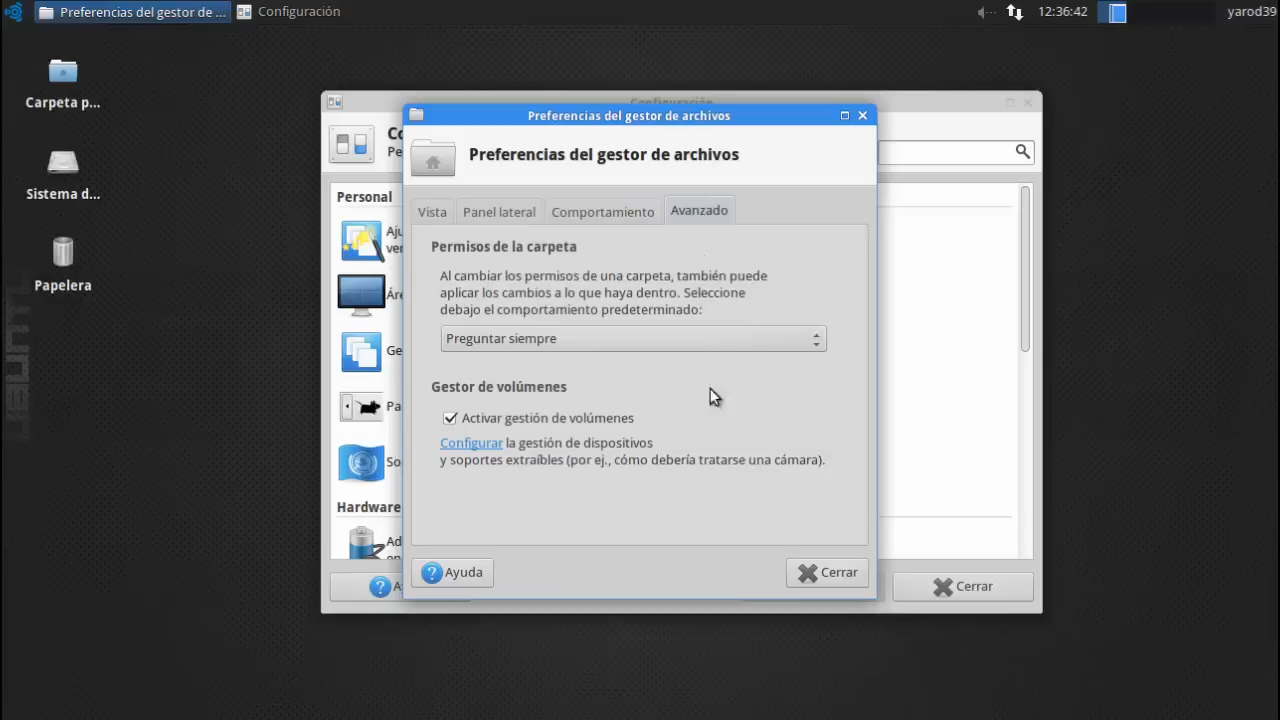 Preferencias del gestor de ...
Configuración
12:36:42
yarod39
Carpeta p...
Sistema d...
Papelera
Configuración
Preferencias del gestor de archivos
Preferencias del gestor de archivos
Vista
Panel lateral
Comportamiento
Avanzado
Permisos de la carpeta
Al cambiar los permisos de una carpeta, también puede
aplicar los cambios a lo que haya dentro. Seleccione
debajo el comportamiento predeterminado:
Preguntar siempre
Gestor de volúmenes
Activar gestión de volúmenes
Configurar la gestión de dispositivos
y soportes extraíbles (por ej., cómo debería tratarse una cámara).
Ayuda
Cerrar
Personal
Hardware
Cerrar